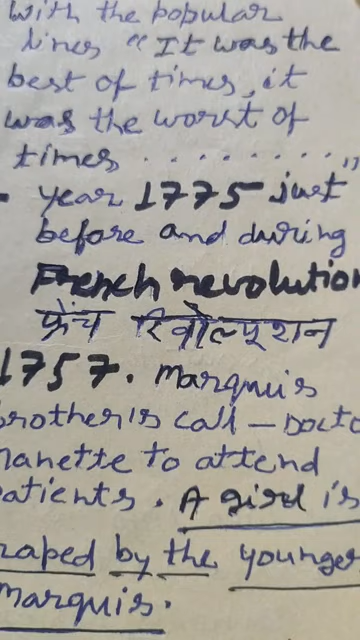 with the popular
lines "It was the
best of times, it
was the worst of
times ........."
- year 1775 just
before and during
French revolution
फ्रेंच रिवोल्यूशन
1757. Marquis
brother's call - Docto
nanette to attend
patients. A girl is
raped by the younger
marquis.